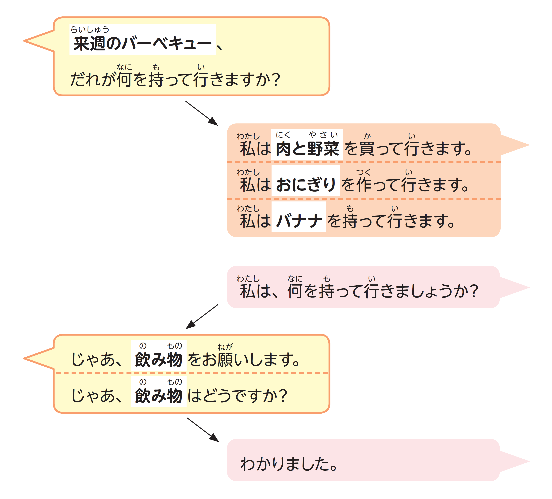 来週のバーベキュー、
だれが何を持って行きますか？
私は肉と野菜を買って行きます。
私はおにぎりを作って行きます。
私はバナナを持って行きます。
私は、何を持って行きましょうか？
じゃあ、飲み物をお願いします。
じゃあ、飲み物はどうですか？
わかりました。